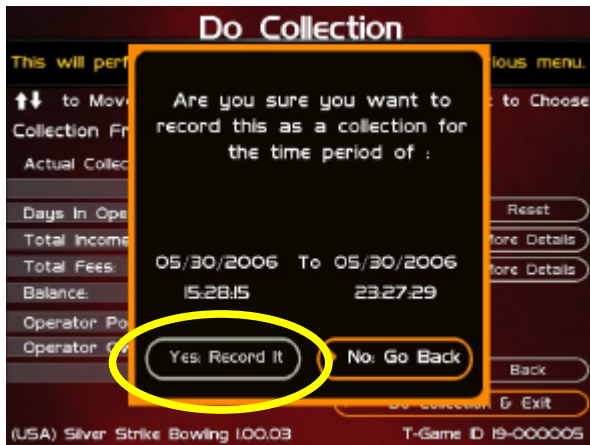 Do Collection
This will perf ious menu.
to Mov to Choose
Are you sure you want to
record this as a collection for
the time period of :
Collection Fr
Actual Collec
Days In Ope Reset
Total Income ore Details
Total Fees: ore Details
05/30/2006 To 05/30/2006
Balance:
15:28:15 23:27:29
Operator Po
Operator
Yes: Record It No: Go Back
Back
& Exit
(USA) Silver Strike Bowling 1.00.03 T-Game ID 19-000005